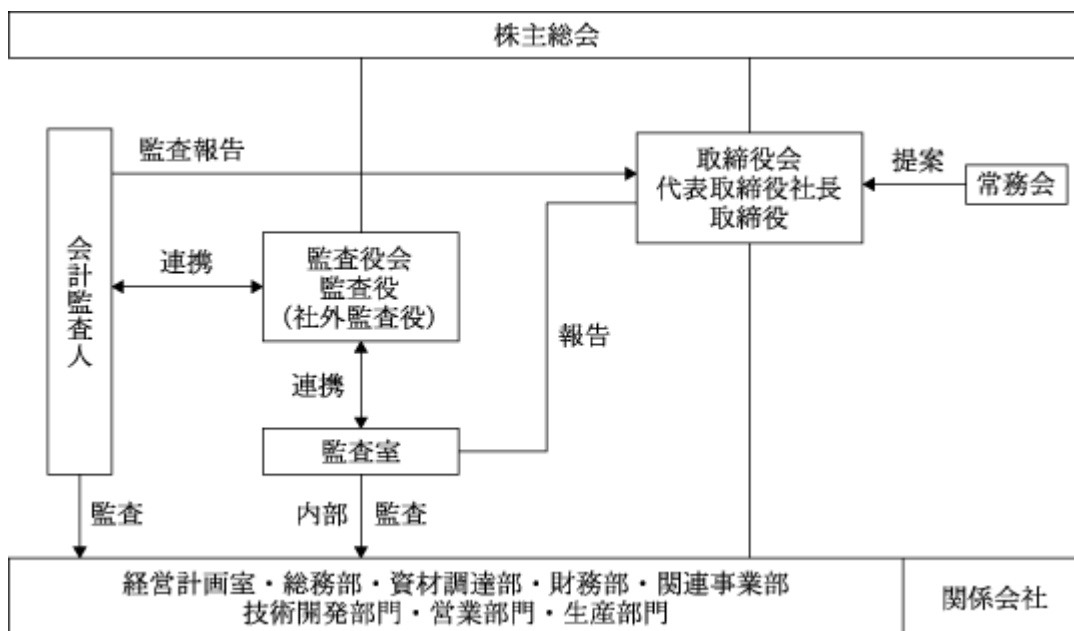 株主総会
監査報告
取締役会
代表取締役社長
取締役
提案
常務会
会計監査人
連携
監査役会
監査役
(社外監査役)
報告
連携
監査室
監査
内部 監査
経営計画室・総務部・資材調達部・財務部・関連事業部
技術開発部門・営業部門・生産部門
関係会社